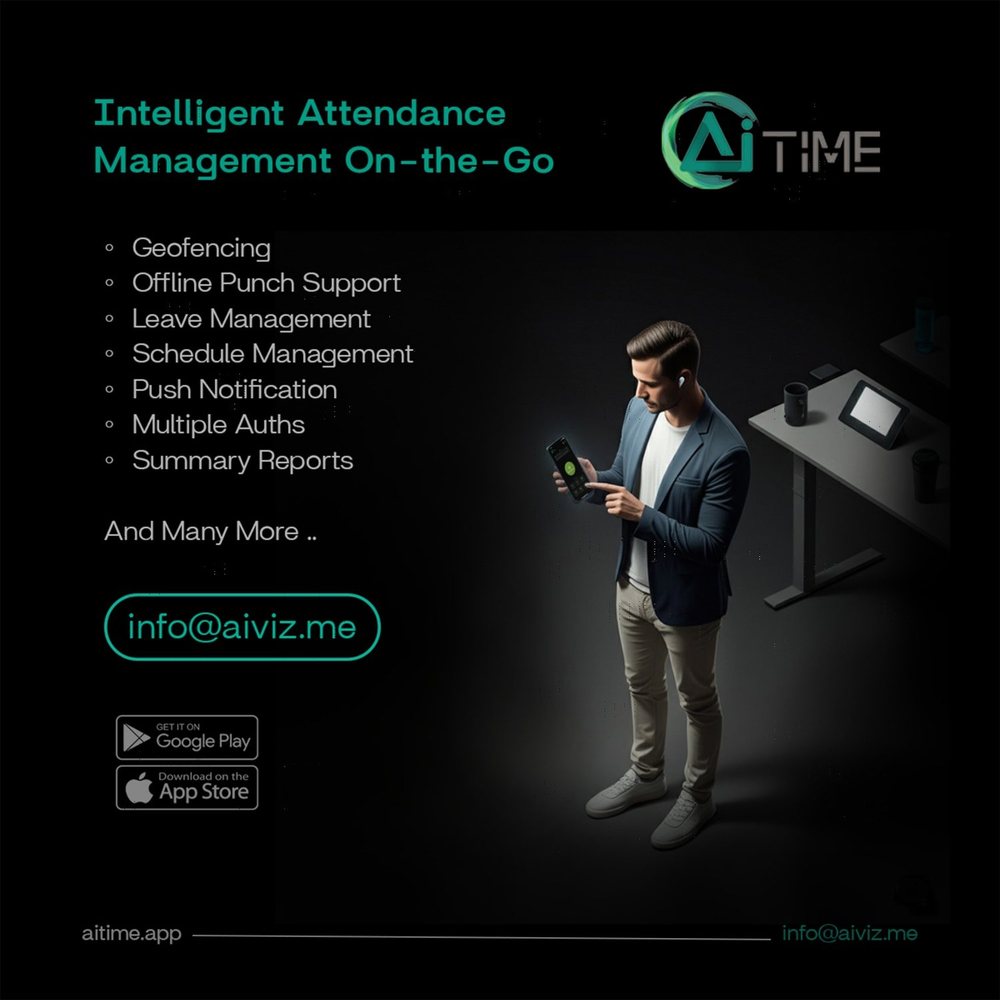 Intelligent Attendance
Management On-the-Go
Ai TIME
Geofencing
Offline Punch Support
Leave Management
Schedule Management
Push Notification
Multiple Auths
Summary Reports
And Many More ..
info@aiviz.me
GET IT ON
Google Play
Download on the
App Store
aitime.app
info@aiviz.me